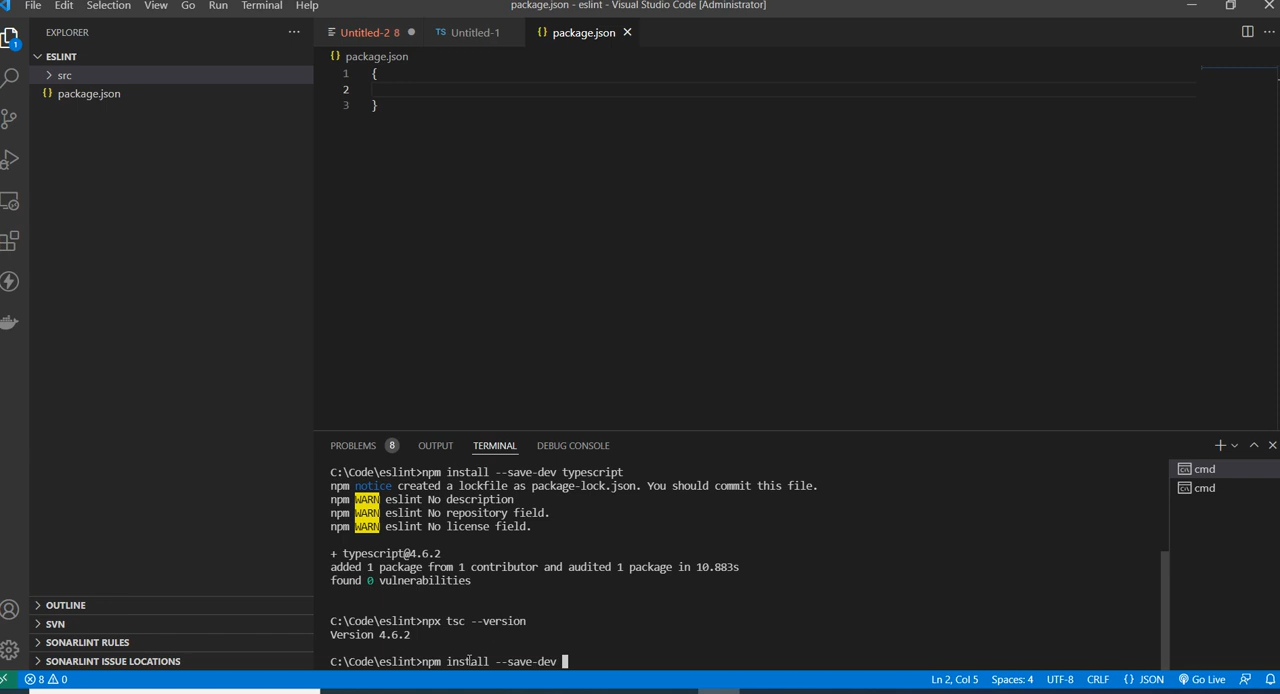 File Edit Selection View Go Run Terminal Help
package.json - eslint - Visual Studio Code [Administrator]
EXPLORER
Untitled-2 8
TS Untitled-1
{} package.json
ESLINT
{} package.json
src
{} package.json
1 {
2
3 }
1
PROBLEMS 8 OUTPUT TERMINAL DEBUG CONSOLE
C:\Code\eslint>npm install --save-dev typescript
npm notice created a lockfile as package-lock.json. You should commit this file.
npm WARN eslint No description
npm WARN eslint No repository field.
npm WARN eslint No license field.
+ typescript@4.6.2
added 1 package from 1 contributor and audited 1 package in 10.883s
found 0 vulnerabilities
C:\Code\eslint>npx tsc --version
Version 4.6.2
C:\Code\eslint>npm install --save-dev
cmd
cmd
OUTLINE
SVN
SONARLINT RULES
SONARLINT ISSUE LOCATIONS
8 0
Ln 2, Col 5 Spaces: 4 UTF-8 CRLF {} JSON Go Live